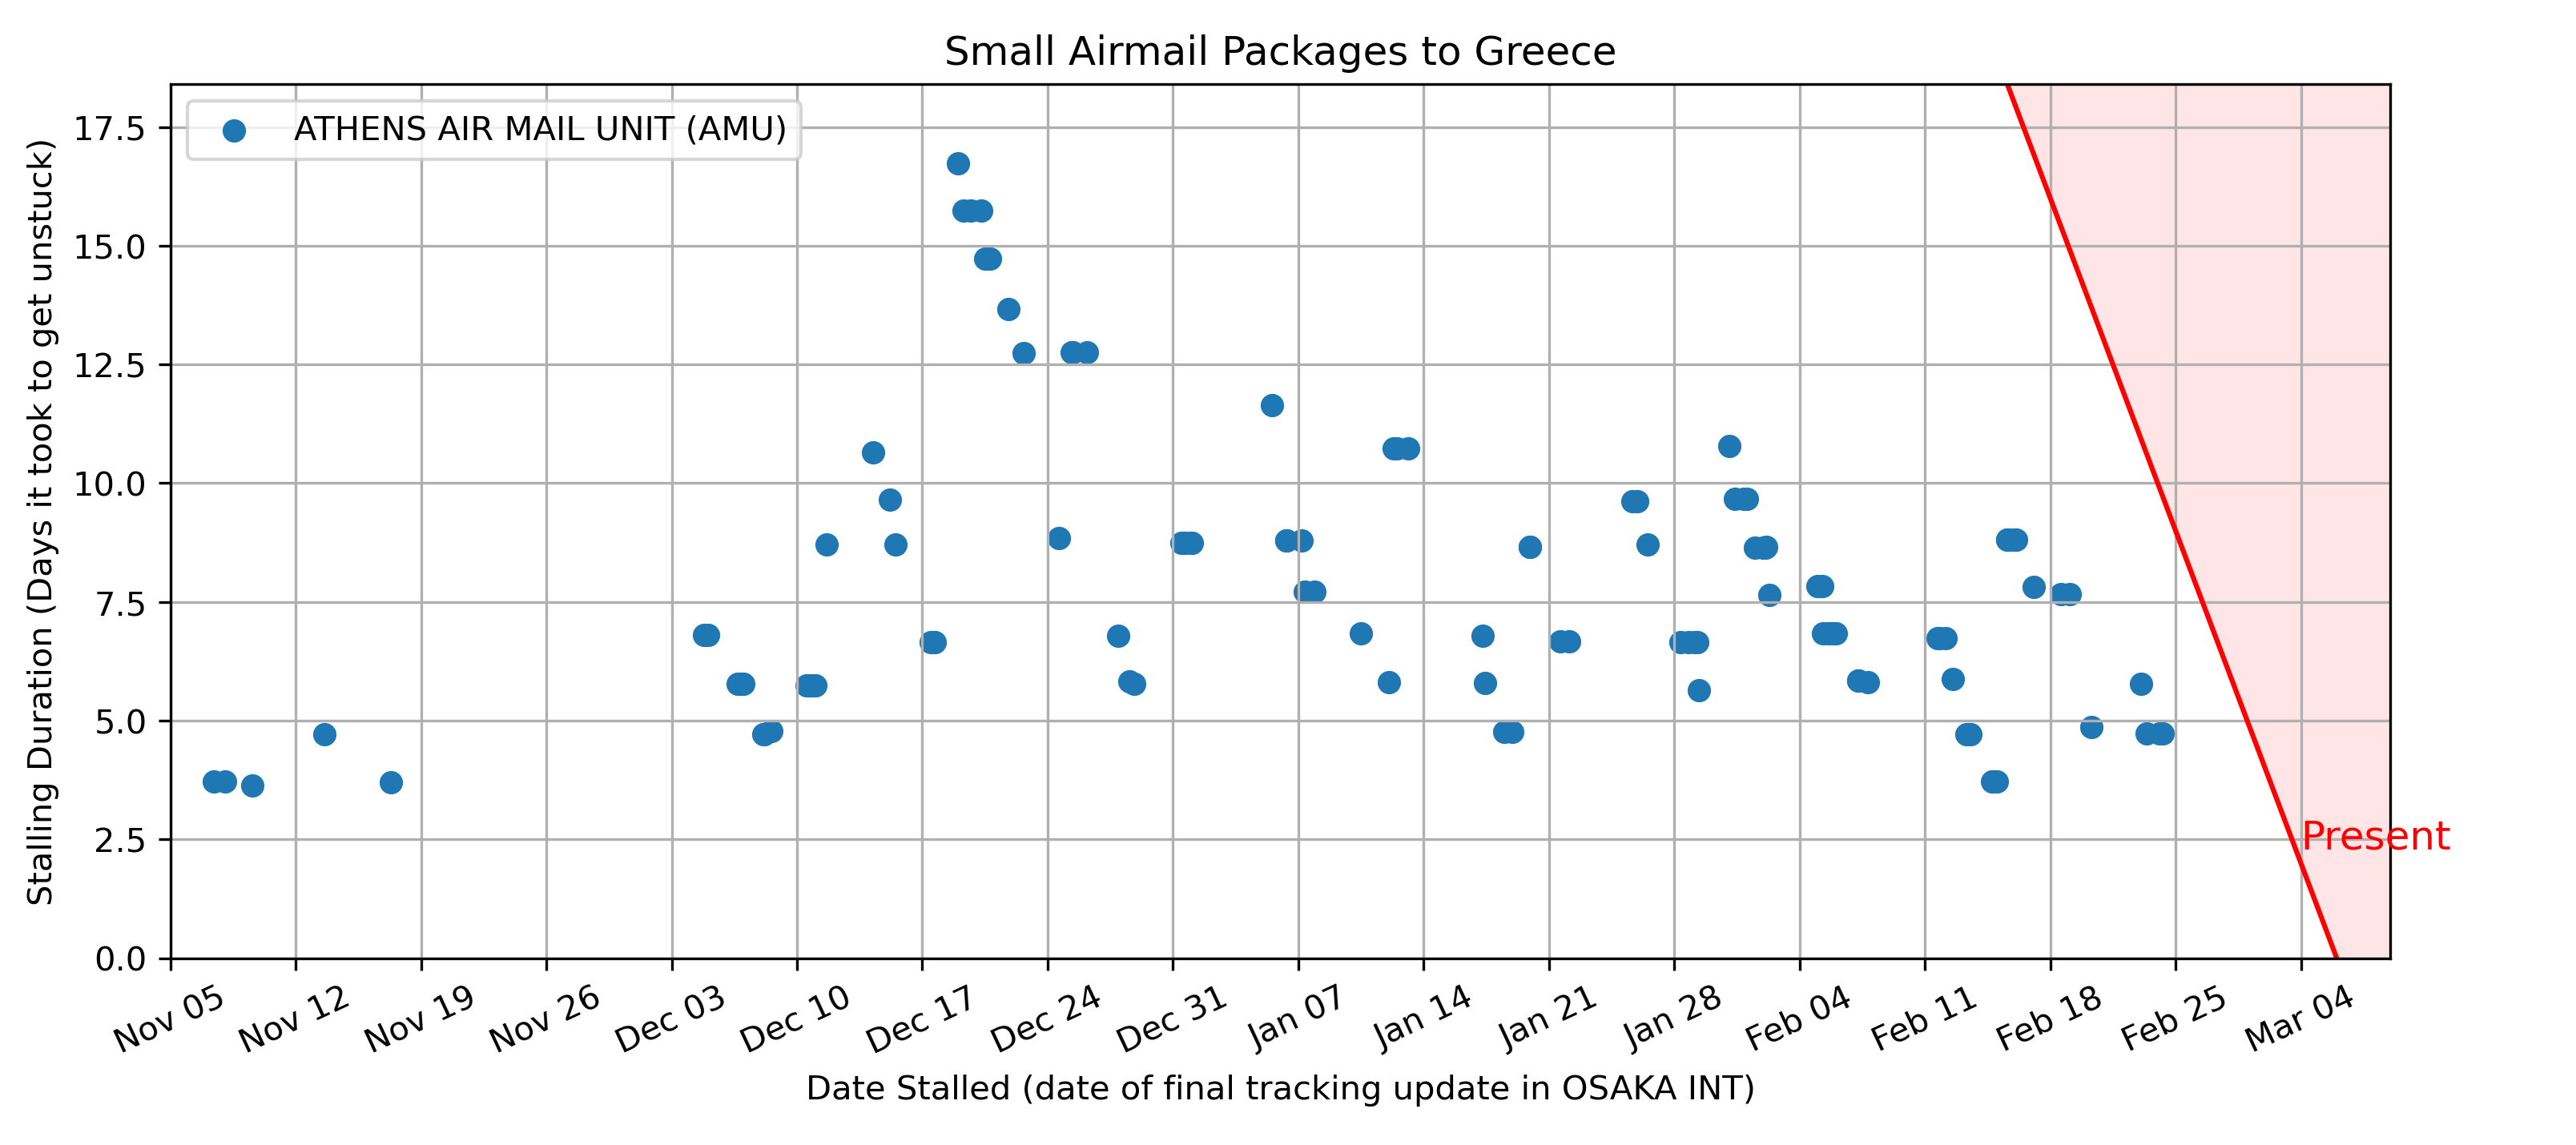 Small Airmail Packages to Greece
ATHENS AIR MAIL UNIT (AMU)
Stalling Duration (Days it took to get unstuck)
17.5
15.0
12.5
10.0
7.5
5.0
2.5
0.0
Present
Nov 05
Nov 12
Nov 19
Nov 26
Dec 03
Dec 10
Dec 17
Dec 24
Dec 31
Jan 07
Jan 14
Jan 21
Jan 28
Feb 04
Feb 11
Feb 18
Feb 25
Mar 04
Date Stalled (date of final tracking update in OSAKA INT)